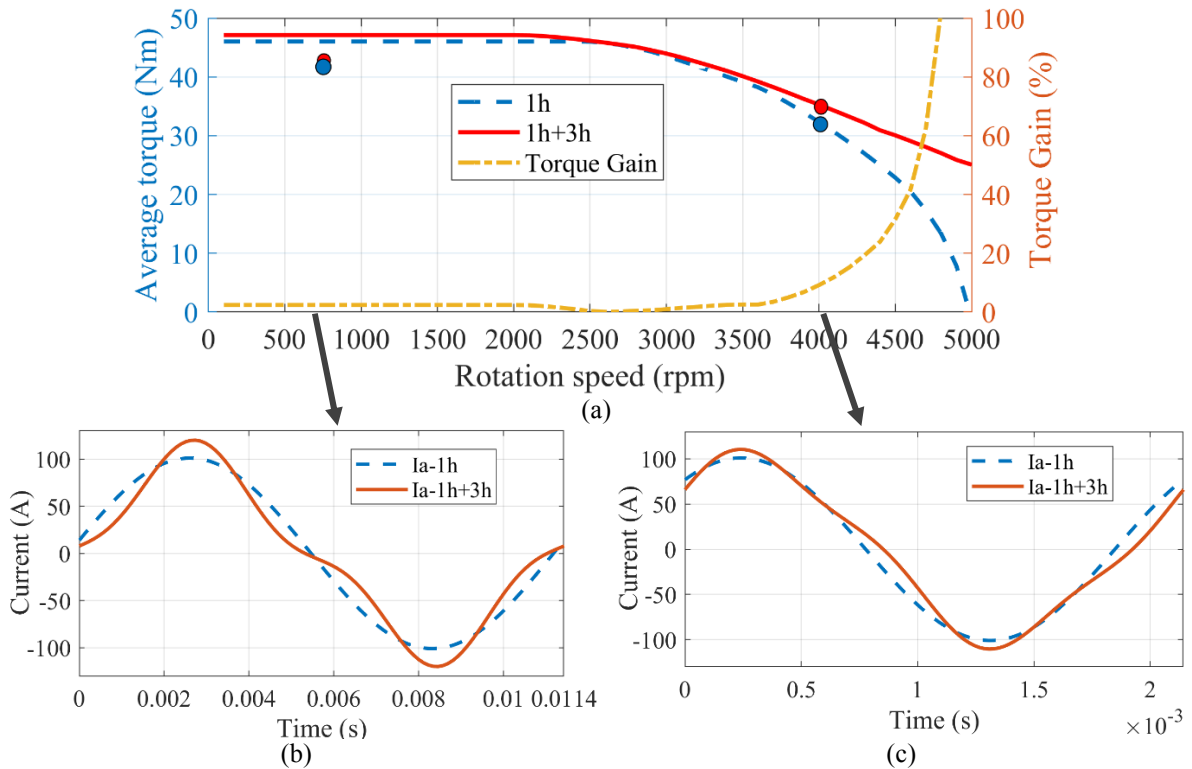 50
40
30
20
10
0
Average torque (Nm)
1h
1h+3h
Torque Gain
100
80
60
40
20
0
Torque Gain (%)
0 500 1000 1500 2000 2500 3000 3500 4000 4500 5000
Rotation speed (rpm)
(a)
100
50
0
-50
-100
Current (A)
Ia-1h
Ia-1h+3h
0 0.002 0.004 0.006 0.008 0.01 0.0114
Time (s)
(b)
100
50
0
-50
-100
Current (A)
Ia-1h
Ia-1h+3h
0 0.5 1 1.5 2
×10⁻³
Time (s)
(c)